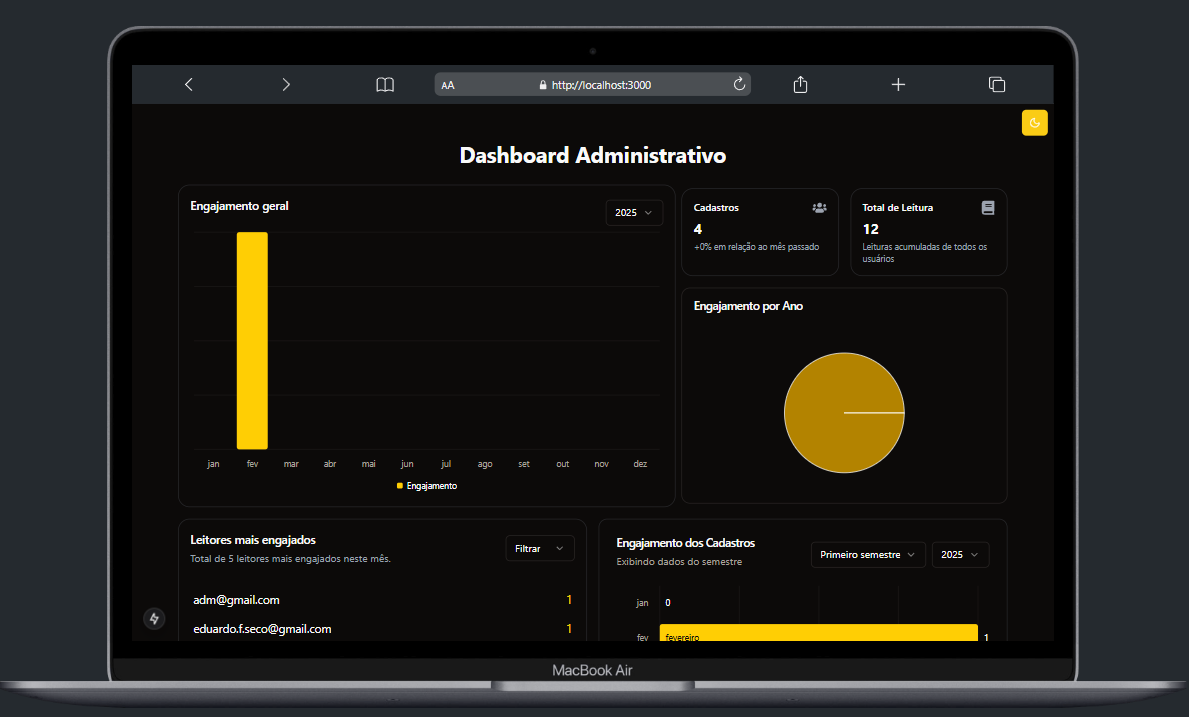 AA
http://localhost:3000
Dashboard Administrativo
Engajamento geral
2025
jan fev mar abr mai jun jul ago set out nov dez
Engajamento
Cadastros
4
+0% em relação ao mês passado
Total de Leitura
12
Leituras acumuladas de todos os
usuários
Engajamento por Ano
Leitores mais engajados
Total de 5 leitores mais engajados neste mês.
Filtrar
adm@gmail.com 1
eduardo.f.seco@gmail.com 1
Engajamento dos Cadastros
Exibindo dados do semestre
Primeiro semestre
2025
jan 0
fev fevereiro 1
MacBook Air